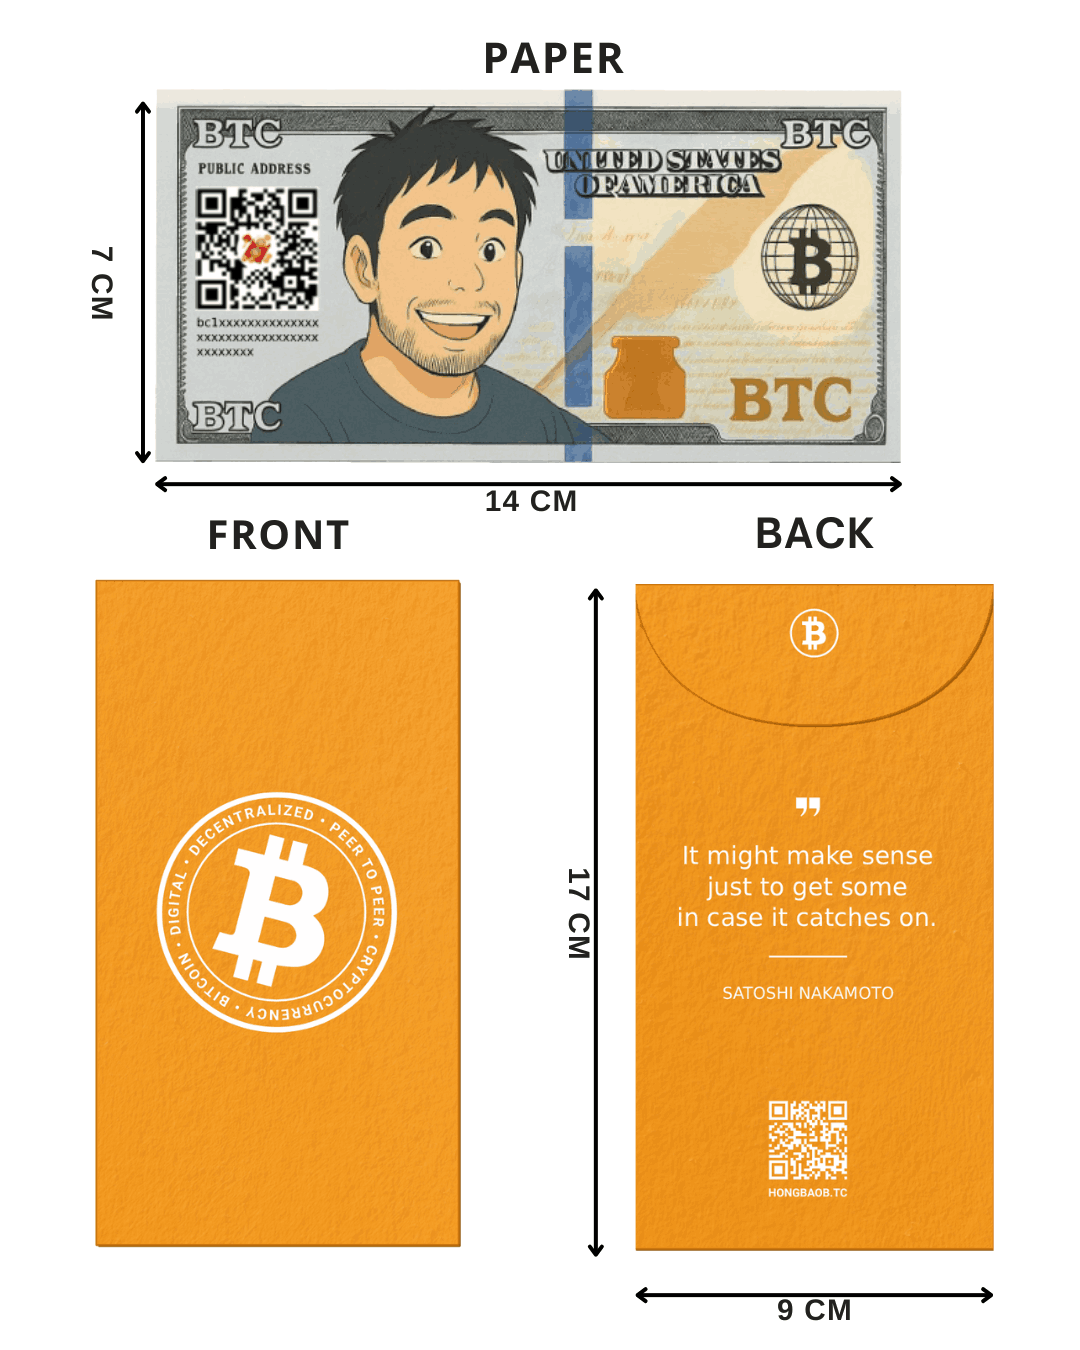 PAPER
BTC
BTC
PUBLIC ADDRESS
UNITED STATES
OF AMERICA
bc1xxxxxxxxxxxxxxx
xxxxxxxxxxxxxxxxxx
xxxxxxxx
BTC
BTC
7 CM
14 CM
FRONT
BACK
BITCOIN • DIGITAL • DECENTRALIZED • PEER TO PEER • CRYPTOCURRENCY •
17 CM
It might make sense
just to get some
in case it catches on.
SATOSHI NAKAMOTO
HONGBAOB.TC
9 CM